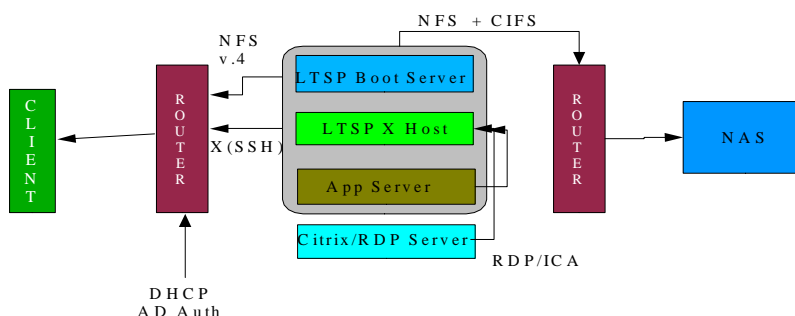 NFS + CIFS
NFS
v.4
LTSP Boot Server
CLIENT
ROUTER
LTSP X Host
X(SSH)
ROUTER
NAS
App Server
Citrix/RDP Server
RDP/ICA
DHCP
AD Auth